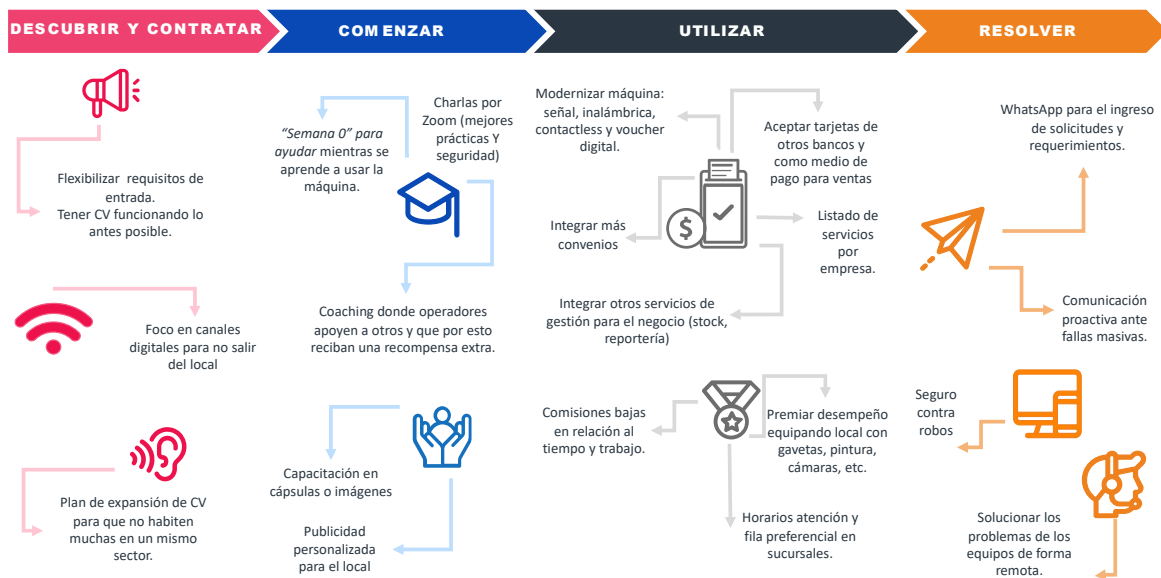 DESCUBRIR Y CONTRATAR
COMENZAR
UTILIZAR
RESOLVER
Flexibilizar requisitos de
entrada.
Tener CV funcionando lo
antes posible.
Foco en canales
digitales para no salir
del local
Plan de expansión de CV
para que no habiten
muchas en un mismo
sector.
"Semana 0" para
ayudar mientras se
aprende a usar la
máquina.
Charlas por
Zoom (mejores
prácticas Y
seguridad)
Coaching donde operadores
apoyen a otros y que por esto
reciban una recompensa extra.
Capacitación en
cápsulas o imágenes
Publicidad
personalizada
para el local
Modernizar máquina:
señal, inalámbrica,
contactless y voucher
digital.
Aceptar tarjetas de
otros bancos y
como medio de
pago para ventas
$
Integrar más
convenios
Listado de
servicios
por
empresa.
Integrar otros servicios de
gestión para el negocio (stock,
reportería)
Comisiones bajas
en relación al
tiempo y trabajo.
Premiar desempeño
equipando local con
gavetas, pintura,
cámaras, etc.
Horarios atención y
fila preferencial en
sucursales.
WhatsApp para el ingreso
de solicitudes y
requerimientos.
Comunicación
proactiva ante
fallas masivas.
Seguro
contra
robos
Solucionar los
problemas de los
equipos de forma
remota.